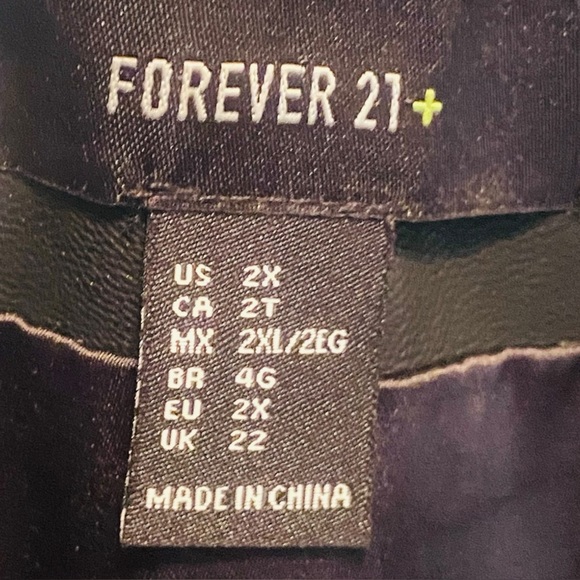 FOREVER 21+
US 2X
CA 2T
MX 2XL/2EG
BR 4G
EU 2X
UK 22
MADE IN CHINA